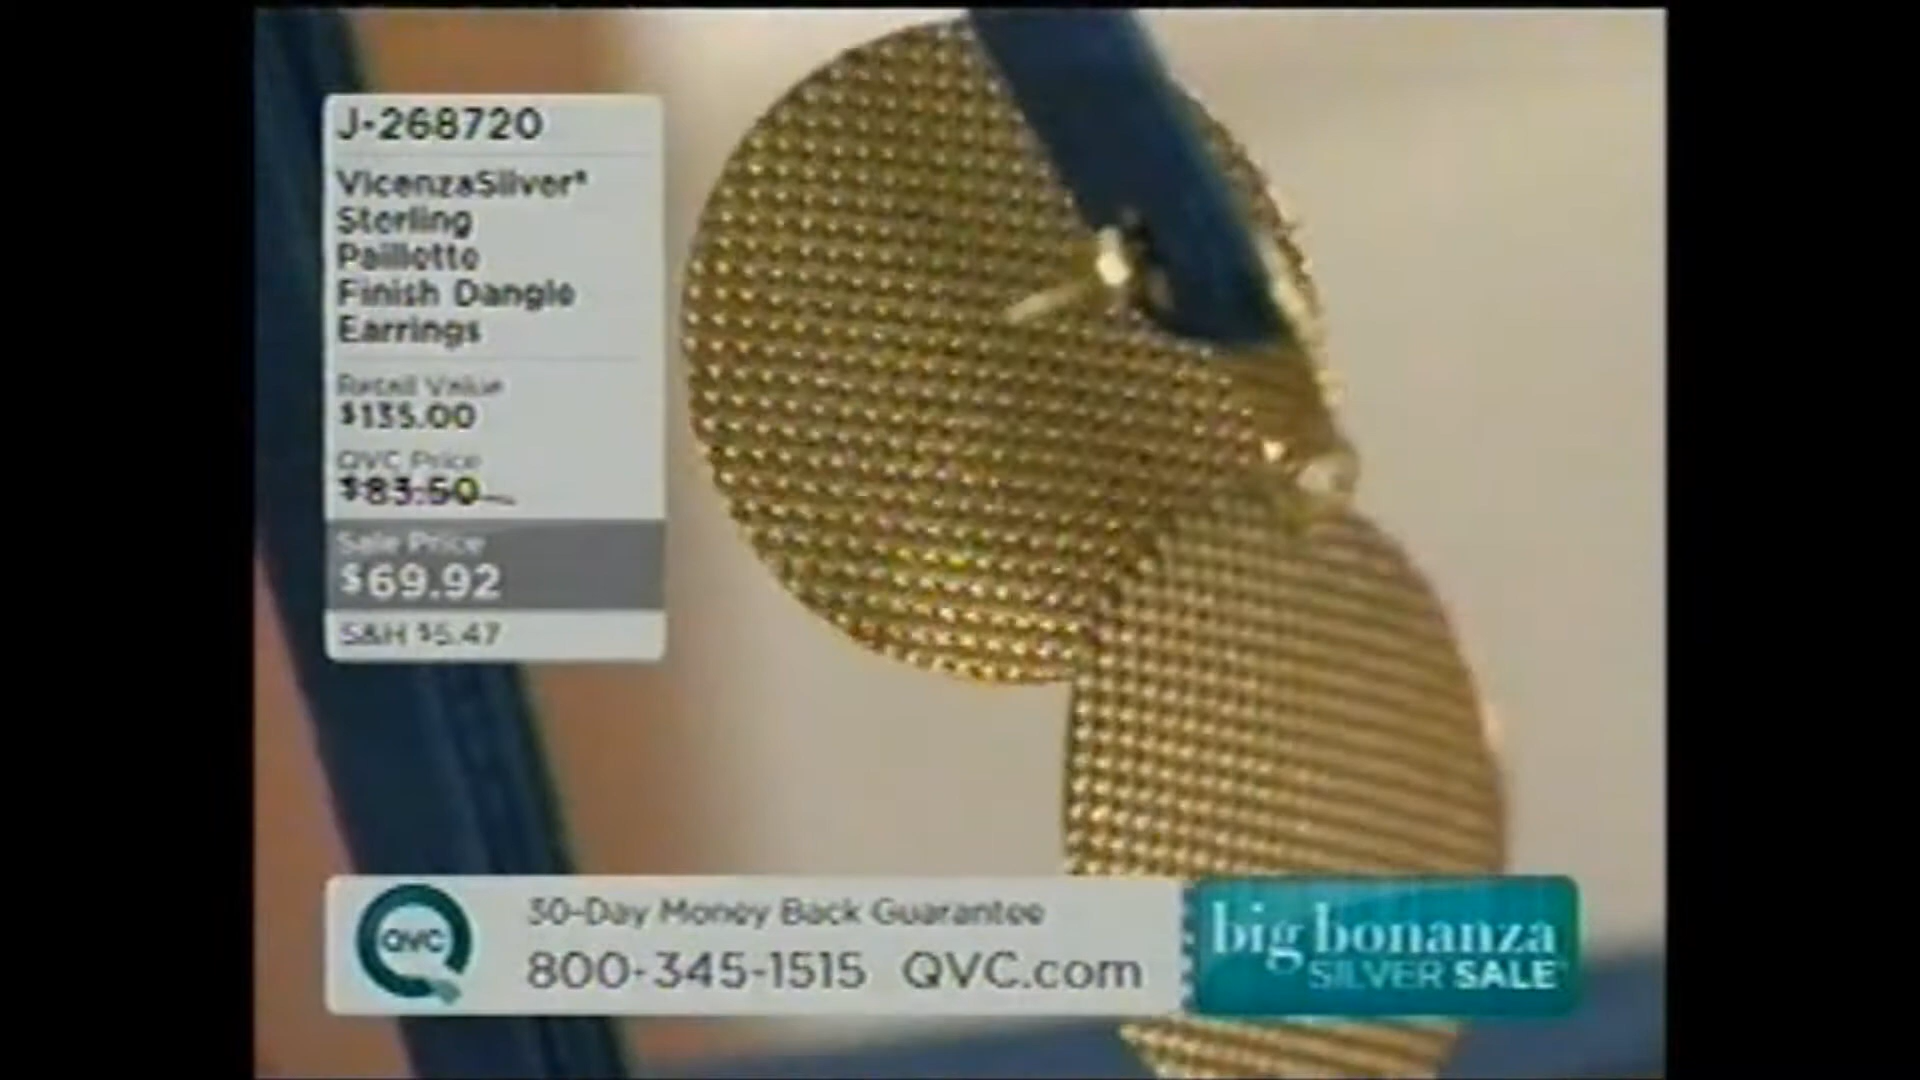 J-268720
VicenzaSilver®
Sterling
Paillette
Finish Dangle
Earrings
Retail Value
$135.00
QVC Price
$83.50
Sale Price
$69.92
S&H $5.47
QVC
30-Day Money Back Guarantee
800-345-1515 QVC.com
big bonanza
SILVER SALE